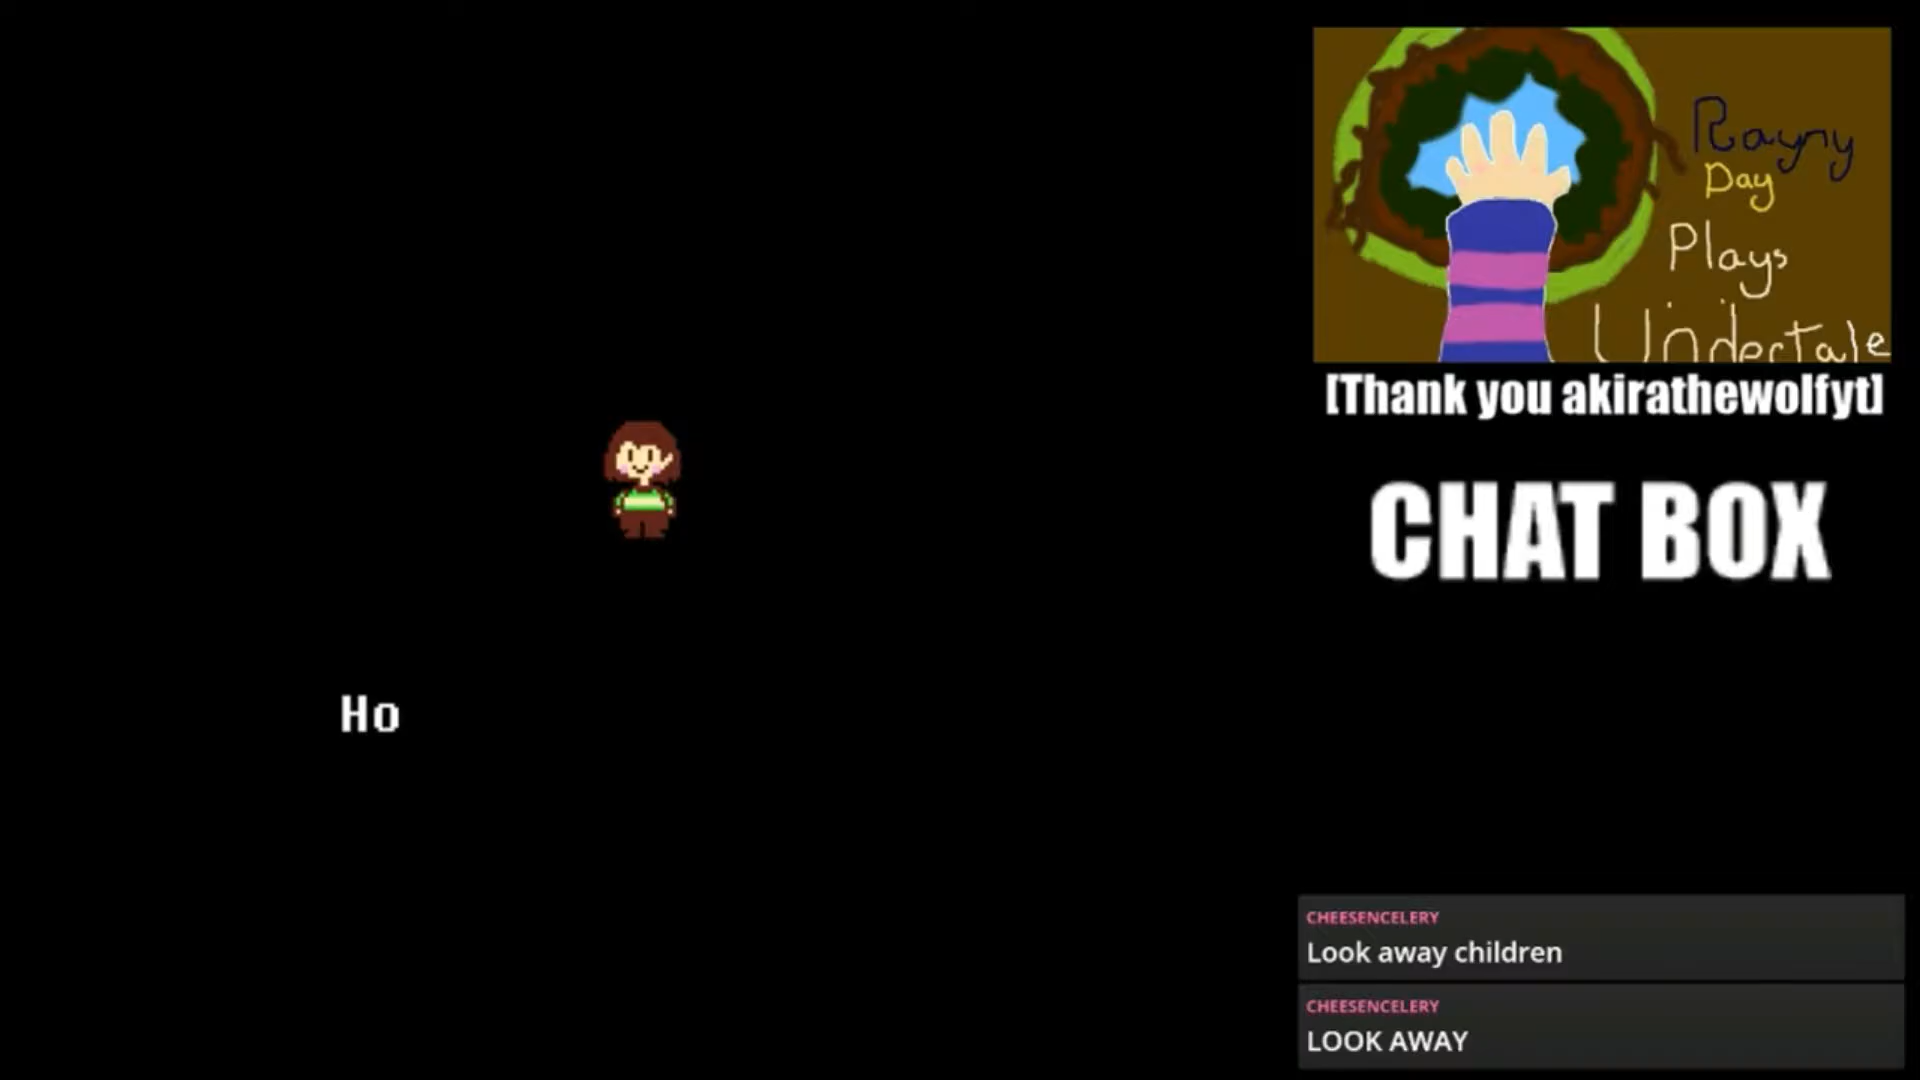 Rayny
Day
Plays
Undertale
[Thank you akirathewolfyt]
CHAT BOX
Ho
CHEESENCELERY
Look away children
CHEESENCELERY
LOOK AWAY